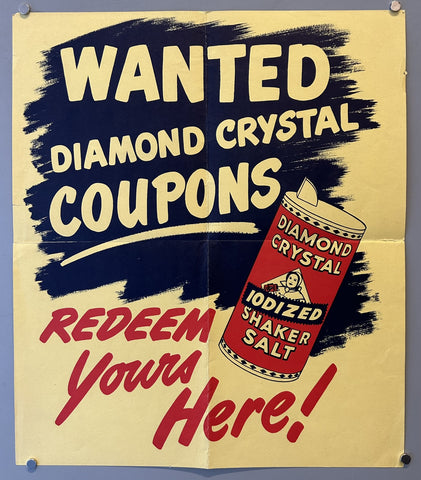 WANTED
DIAMOND CRYSTAL
COUPONS
DIAMOND
CRYSTAL
IODIZED
SHAKER
SALT
REDEEM
Yours
Here!